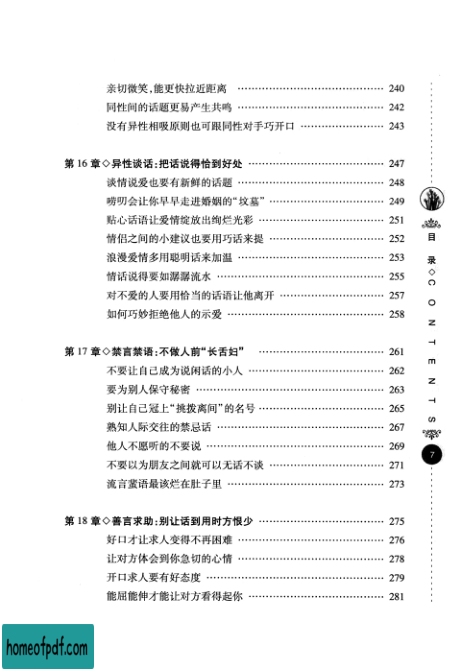 亲切微笑,能更快拉近距离 ………………………………… 240
同性间的话题更易产生共鸣 ………………………………… 242
没有异性相吸原则也可跟同性对手巧开口 ………………… 243
第 16 章◇异性谈话:把话说得恰到好处 ………………………………… 247
谈情说爱也要有新鲜的话题 ………………………………… 248
唠叨会让你早早走进婚姻的“坟墓” ………………………… 249
贴心话语让爱情绽放出绚烂光彩 …………………………… 251
情侣之间的小建议也要用巧话来提 ………………………… 252
浪漫爱情多用聪明话来加温 ………………………………… 253
情话说得要如潺潺流水 ……………………………………… 255
对不爱的人要用恰当的话语让他离开 ……………………… 257
如何巧妙拒绝他人的示爱 …………………………………… 258
第 17 章◇禁言禁语:不做人前“长舌妇” ……………………………… 261
不要让自己成为说闲话的小人 ……………………………… 262
要为别人保守秘密 …………………………………………… 263
别让自己冠上“挑拨离间”的名号 …………………………… 265
熟知人际交往的禁忌话 ……………………………………… 267
他人不愿听的不要说 ………………………………………… 269
不要以为朋友之间就可以无话不谈 ………………………… 271
流言蜚语最该烂在肚子里 …………………………………… 273
第 18 章◇善言求助:别让话到用时方恨少 ……………………………… 275
好口才让求人变得不再困难 ………………………………… 276
让对方体会到你急切的心情 ………………………………… 278
开口求人要有好态度 ………………………………………… 279
能屈能伸才能让对方看得起你 ……………………………… 281
目录◇CONTENTS
7
homeofpdf.com